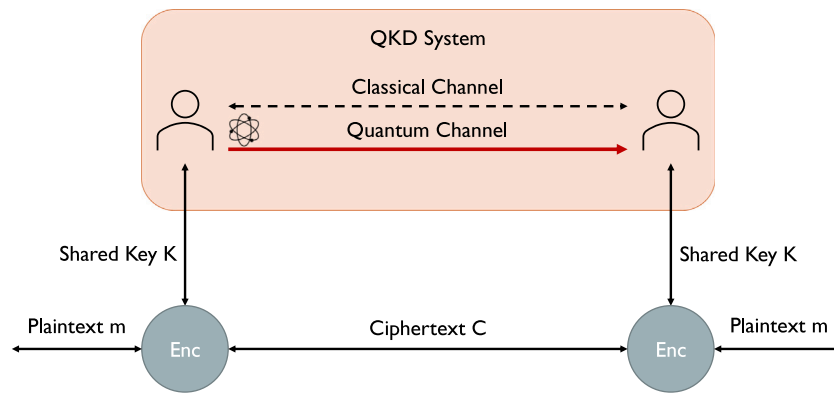 QKD System
Classical Channel
Quantum Channel
Shared Key K
Shared Key K
Plaintext m
Ciphertext C
Plaintext m
Enc
Enc